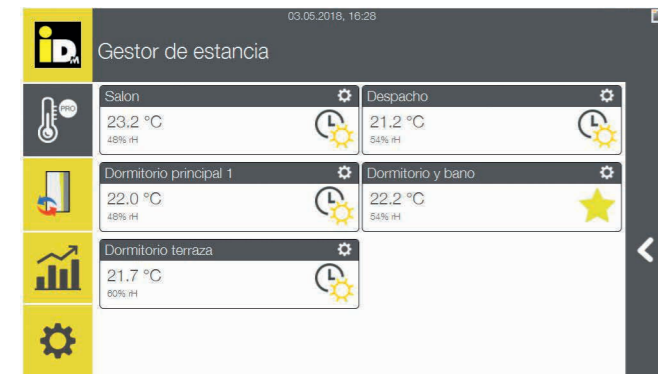 03.05.2018, 16:28
iDM
Gestor de estancia
PRO
Salon
23.2 °C
48% rH
Despacho
21.2 °C
54% rH
Dormitorio principal 1
22.0 °C
48% rH
Dormitorio y bano
22.2 °C
54% rH
Dormitorio terraza
21.7 °C
60% rH